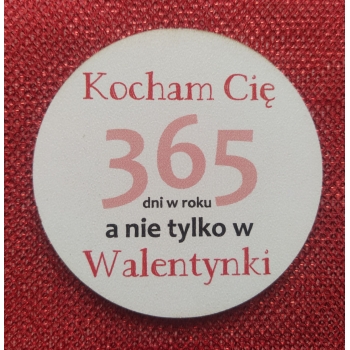 Kocham Cię
365
dni w roku
a nie tylko w
Walentynki